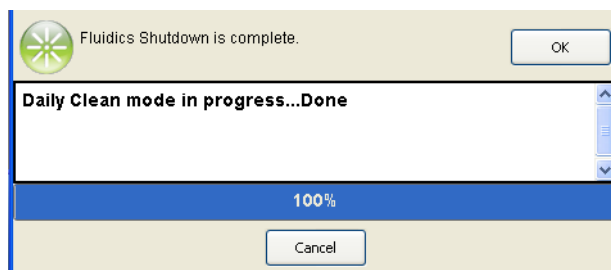 Fluidics Shutdown is complete.
OK
Daily Clean mode in progress...Done
100%
Cancel